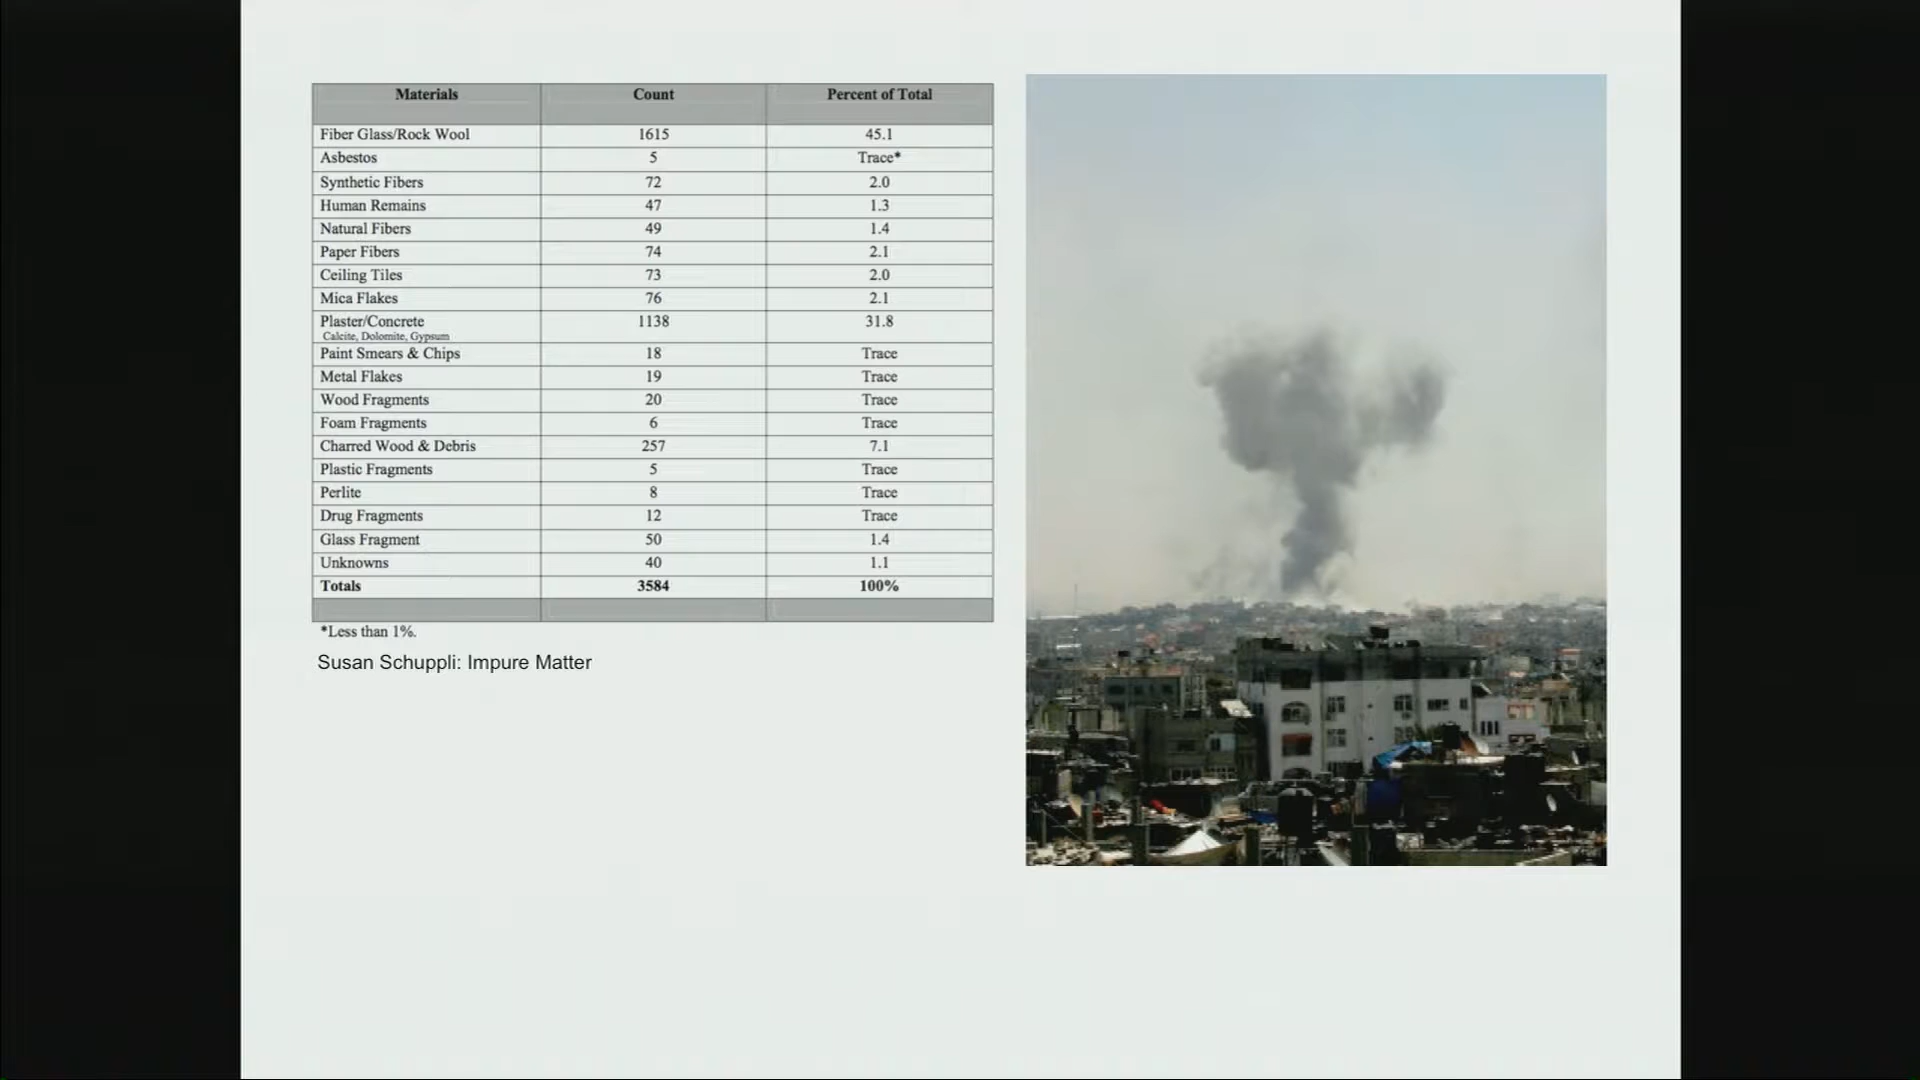 Materials Count Percent of Total
Fiber Glass/Rock Wool 1615 45.1
Asbestos 5 Trace*
Synthetic Fibers 72 2.0
Human Remains 47 1.3
Natural Fibers 49 1.4
Paper Fibers 74 2.1
Ceiling Tiles 73 2.0
Mica Flakes 76 2.1
Plaster/Concrete 1138 31.8
Calcite, Dolomite, Gypsum
Paint Smears & Chips 18 Trace
Metal Flakes 19 Trace
Wood Fragments 20 Trace
Foam Fragments 6 Trace
Charred Wood & Debris 257 7.1
Plastic Fragments 5 Trace
Perlite 8 Trace
Drug Fragments 12 Trace
Glass Fragment 50 1.4
Unknowns 40 1.1
Totals 3584 100%
*Less than 1%.
Susan Schuppli: Impure Matter